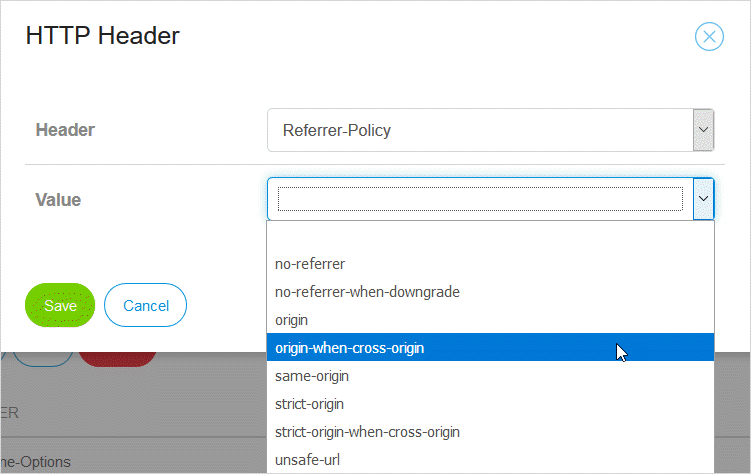 HTTP Header
Header
Referrer-Policy
Value
no-referrer
no-referrer-when-downgrade
origin
origin-when-cross-origin
same-origin
strict-origin
strict-origin-when-cross-origin
unsafe-url
Save
Cancel
ER
ne-Options